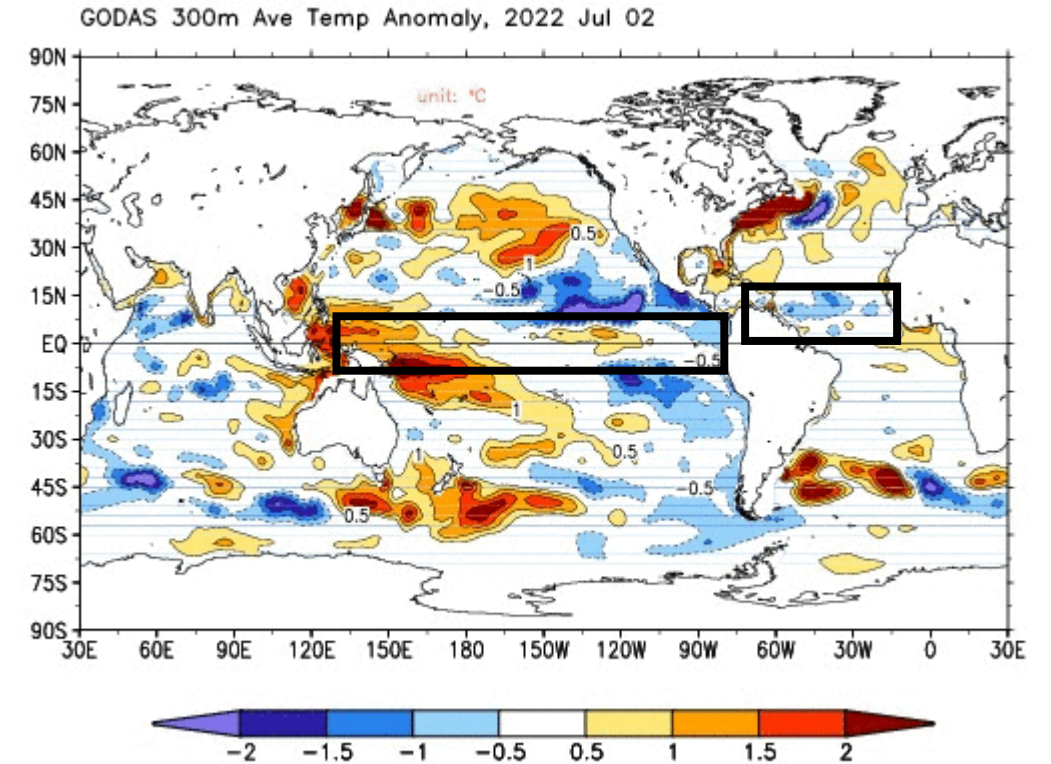 GODAS 300m Ave Temp Anomaly, 2022 Jul 02
90N
unit: °C
75N
60N
45N
0.5
30N
1
-0.5
15N
EQ
-0.5
15S
1
30S
1
0.5
45S
-0.5
0.5
60S
75S
90S
30E 60E 90E 120E 150E 180 150W 120W 90W 60W 30W 0 30E
-2 -1.5 -1 -0.5 0.5 1 1.5 2